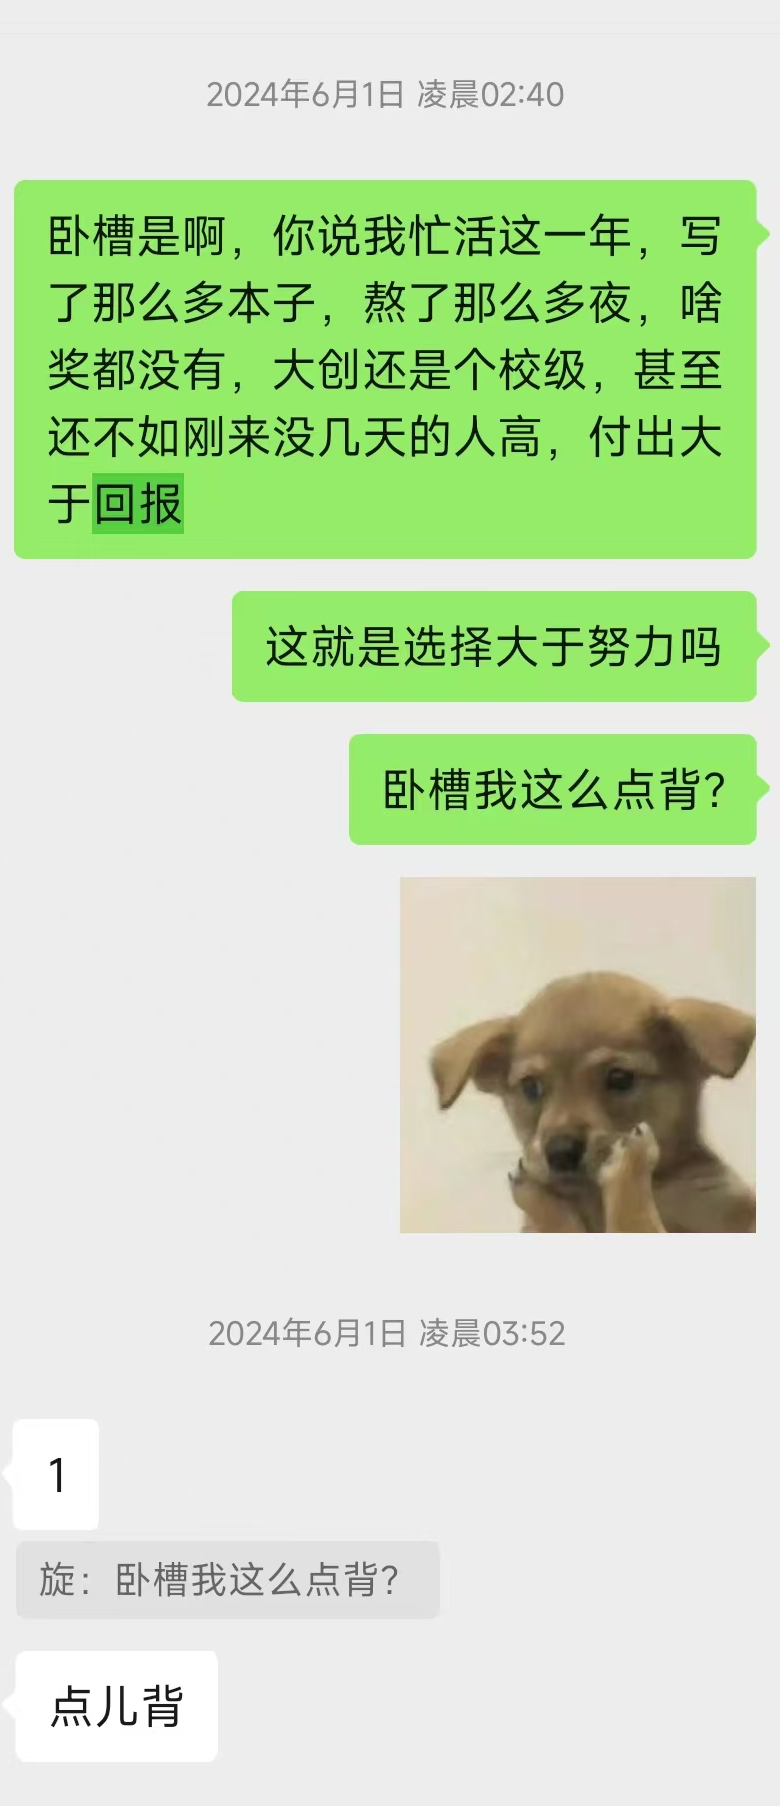 2024年6月1日 凌晨02:40
卧槽是啊，你说我忙活这一年，写
了那么多本子，熬了那么多夜，啥
奖都没有，大创还是个校级，甚至
还不如刚来没几天的人高，付出大
于回报
这就是选择大于努力吗
卧槽我这么点背？
2024年6月1日 凌晨03:52
1
旋：卧槽我这么点背？
点儿背